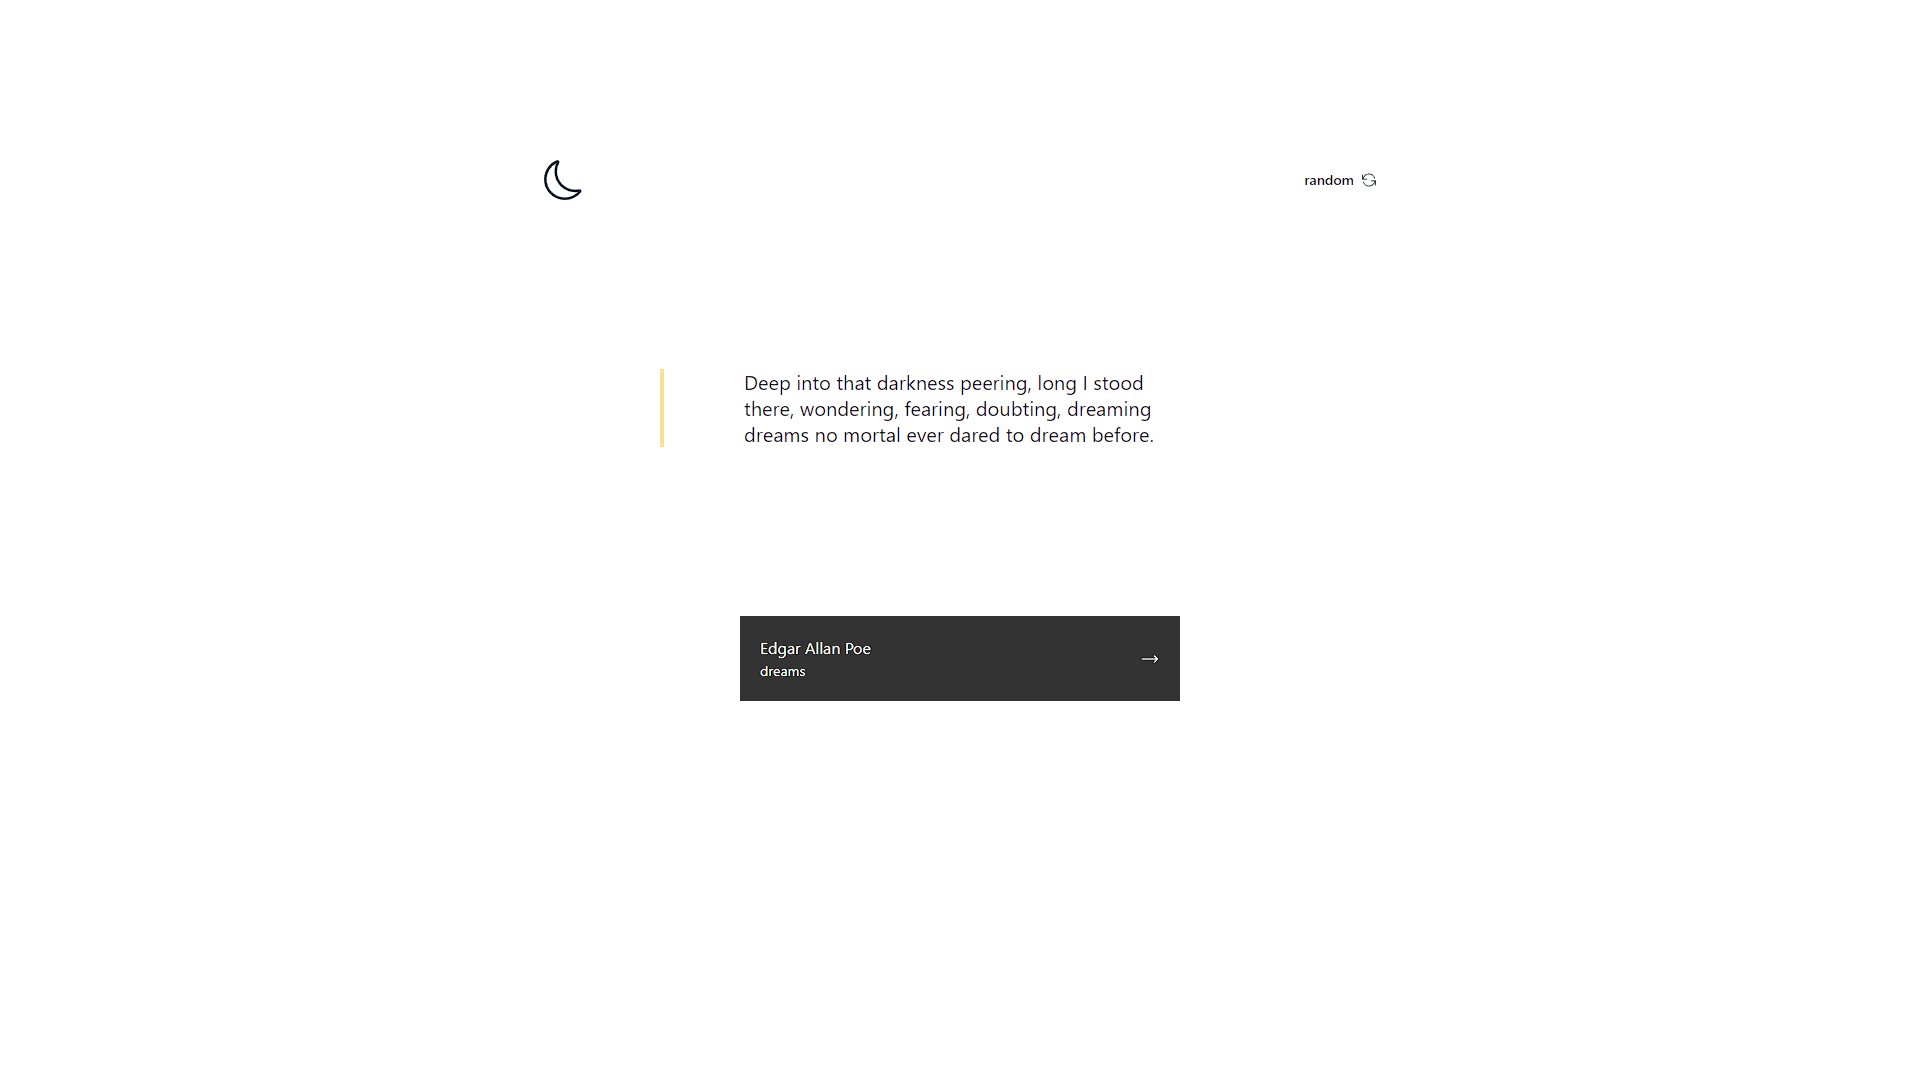 random
Deep into that darkness peering, long I stood
there, wondering, fearing, doubting, dreaming
dreams no mortal ever dared to dream before.
Edgar Allan Poe
dreams